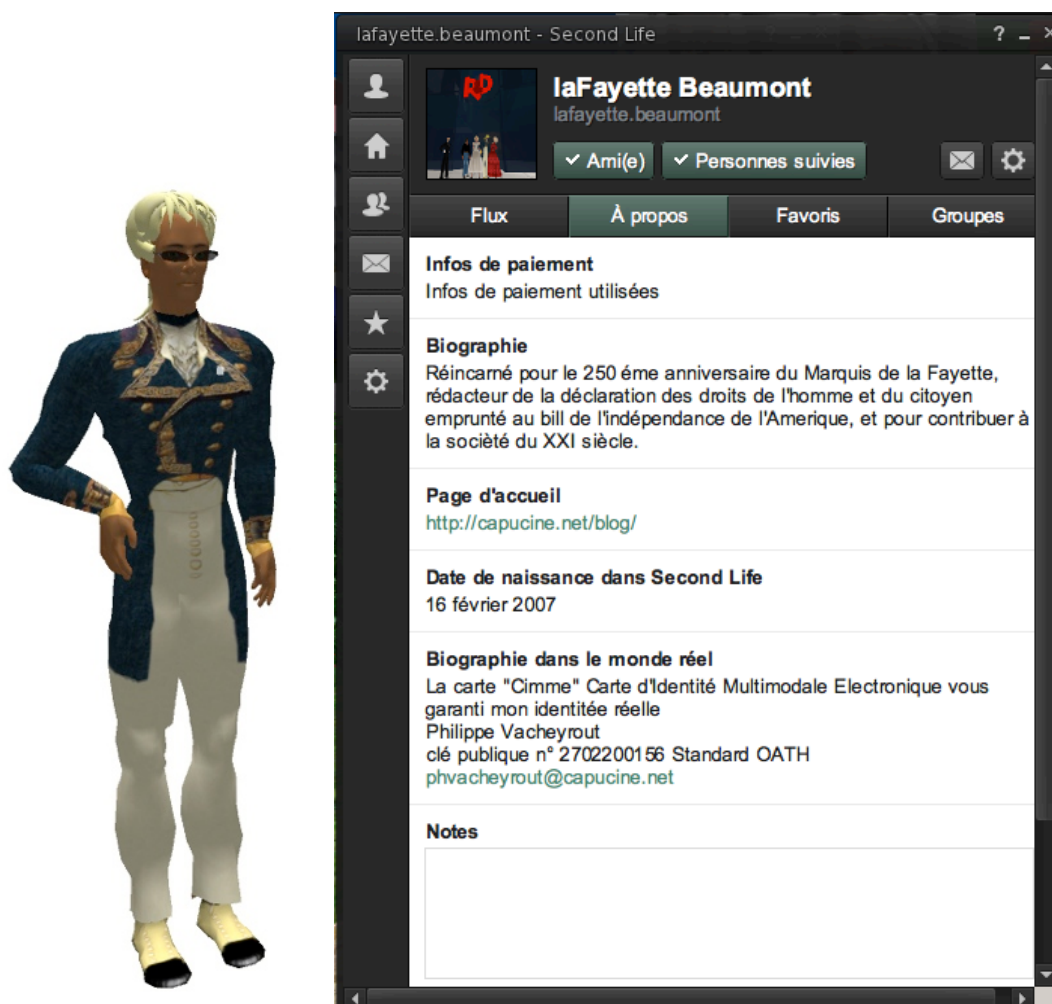 lafayette.beaumont - Second Life
RD
laFayette Beaumont
lafayette.beaumont
Ami(e) Personnes suivies
Flux À propos Favoris Groupes
Infos de paiement
Infos de paiement utilisées
Biographie
Réincarné pour le 250 éme anniversaire du Marquis de la Fayette,
rédacteur de la déclaration des droits de l'homme et du citoyen
emprunté au bill de l'indépendance de l'Amerique, et pour contribuer à
la socièté du XXI siècle.
Page d'accueil
http://capucine.net/blog/
Date de naissance dans Second Life
16 février 2007
Biographie dans le monde réel
La carte "Cimme" Carte d'Identité Multimodale Electronique vous
garanti mon identitée réelle
Philippe Vacheyrout
clé publique n° 2702200156 Standard OATH
phvacheyrout@capucine.net
Notes